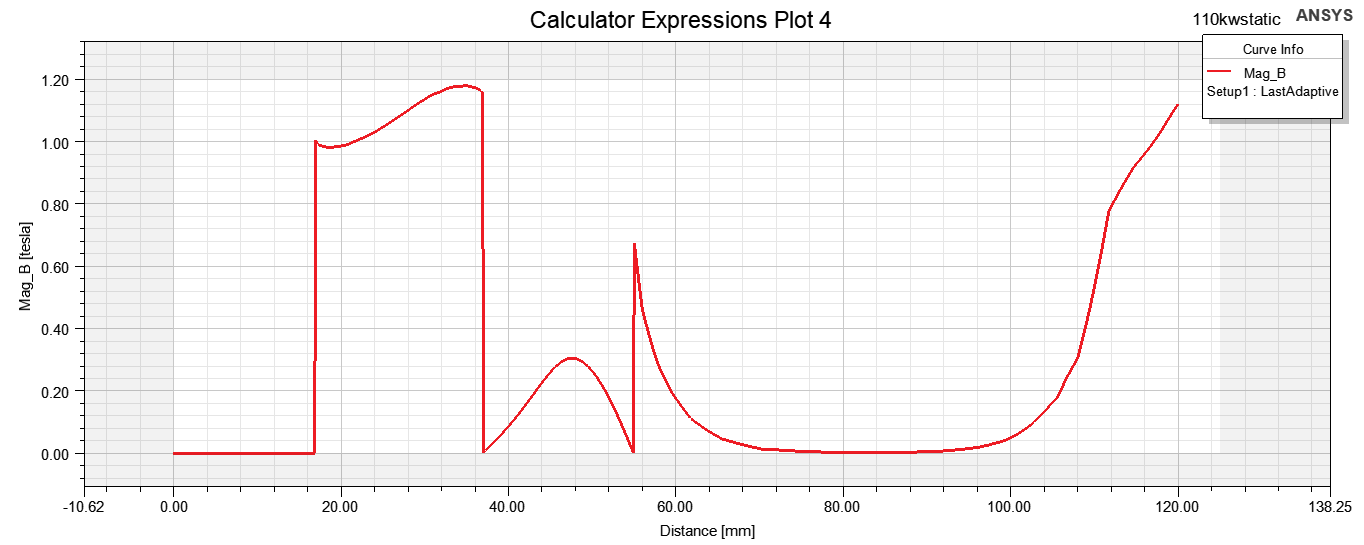 Calculator Expressions Plot 4
110kwstatic
ANSYS
Curve Info
Mag_B
Setup1 : LastAdaptive
Mag_B [tesla]
1.20
1.00
0.80
0.60
0.40
0.20
0.00
-10.62
0.00
20.00
40.00
60.00
80.00
100.00
120.00
138.25
Distance [mm]